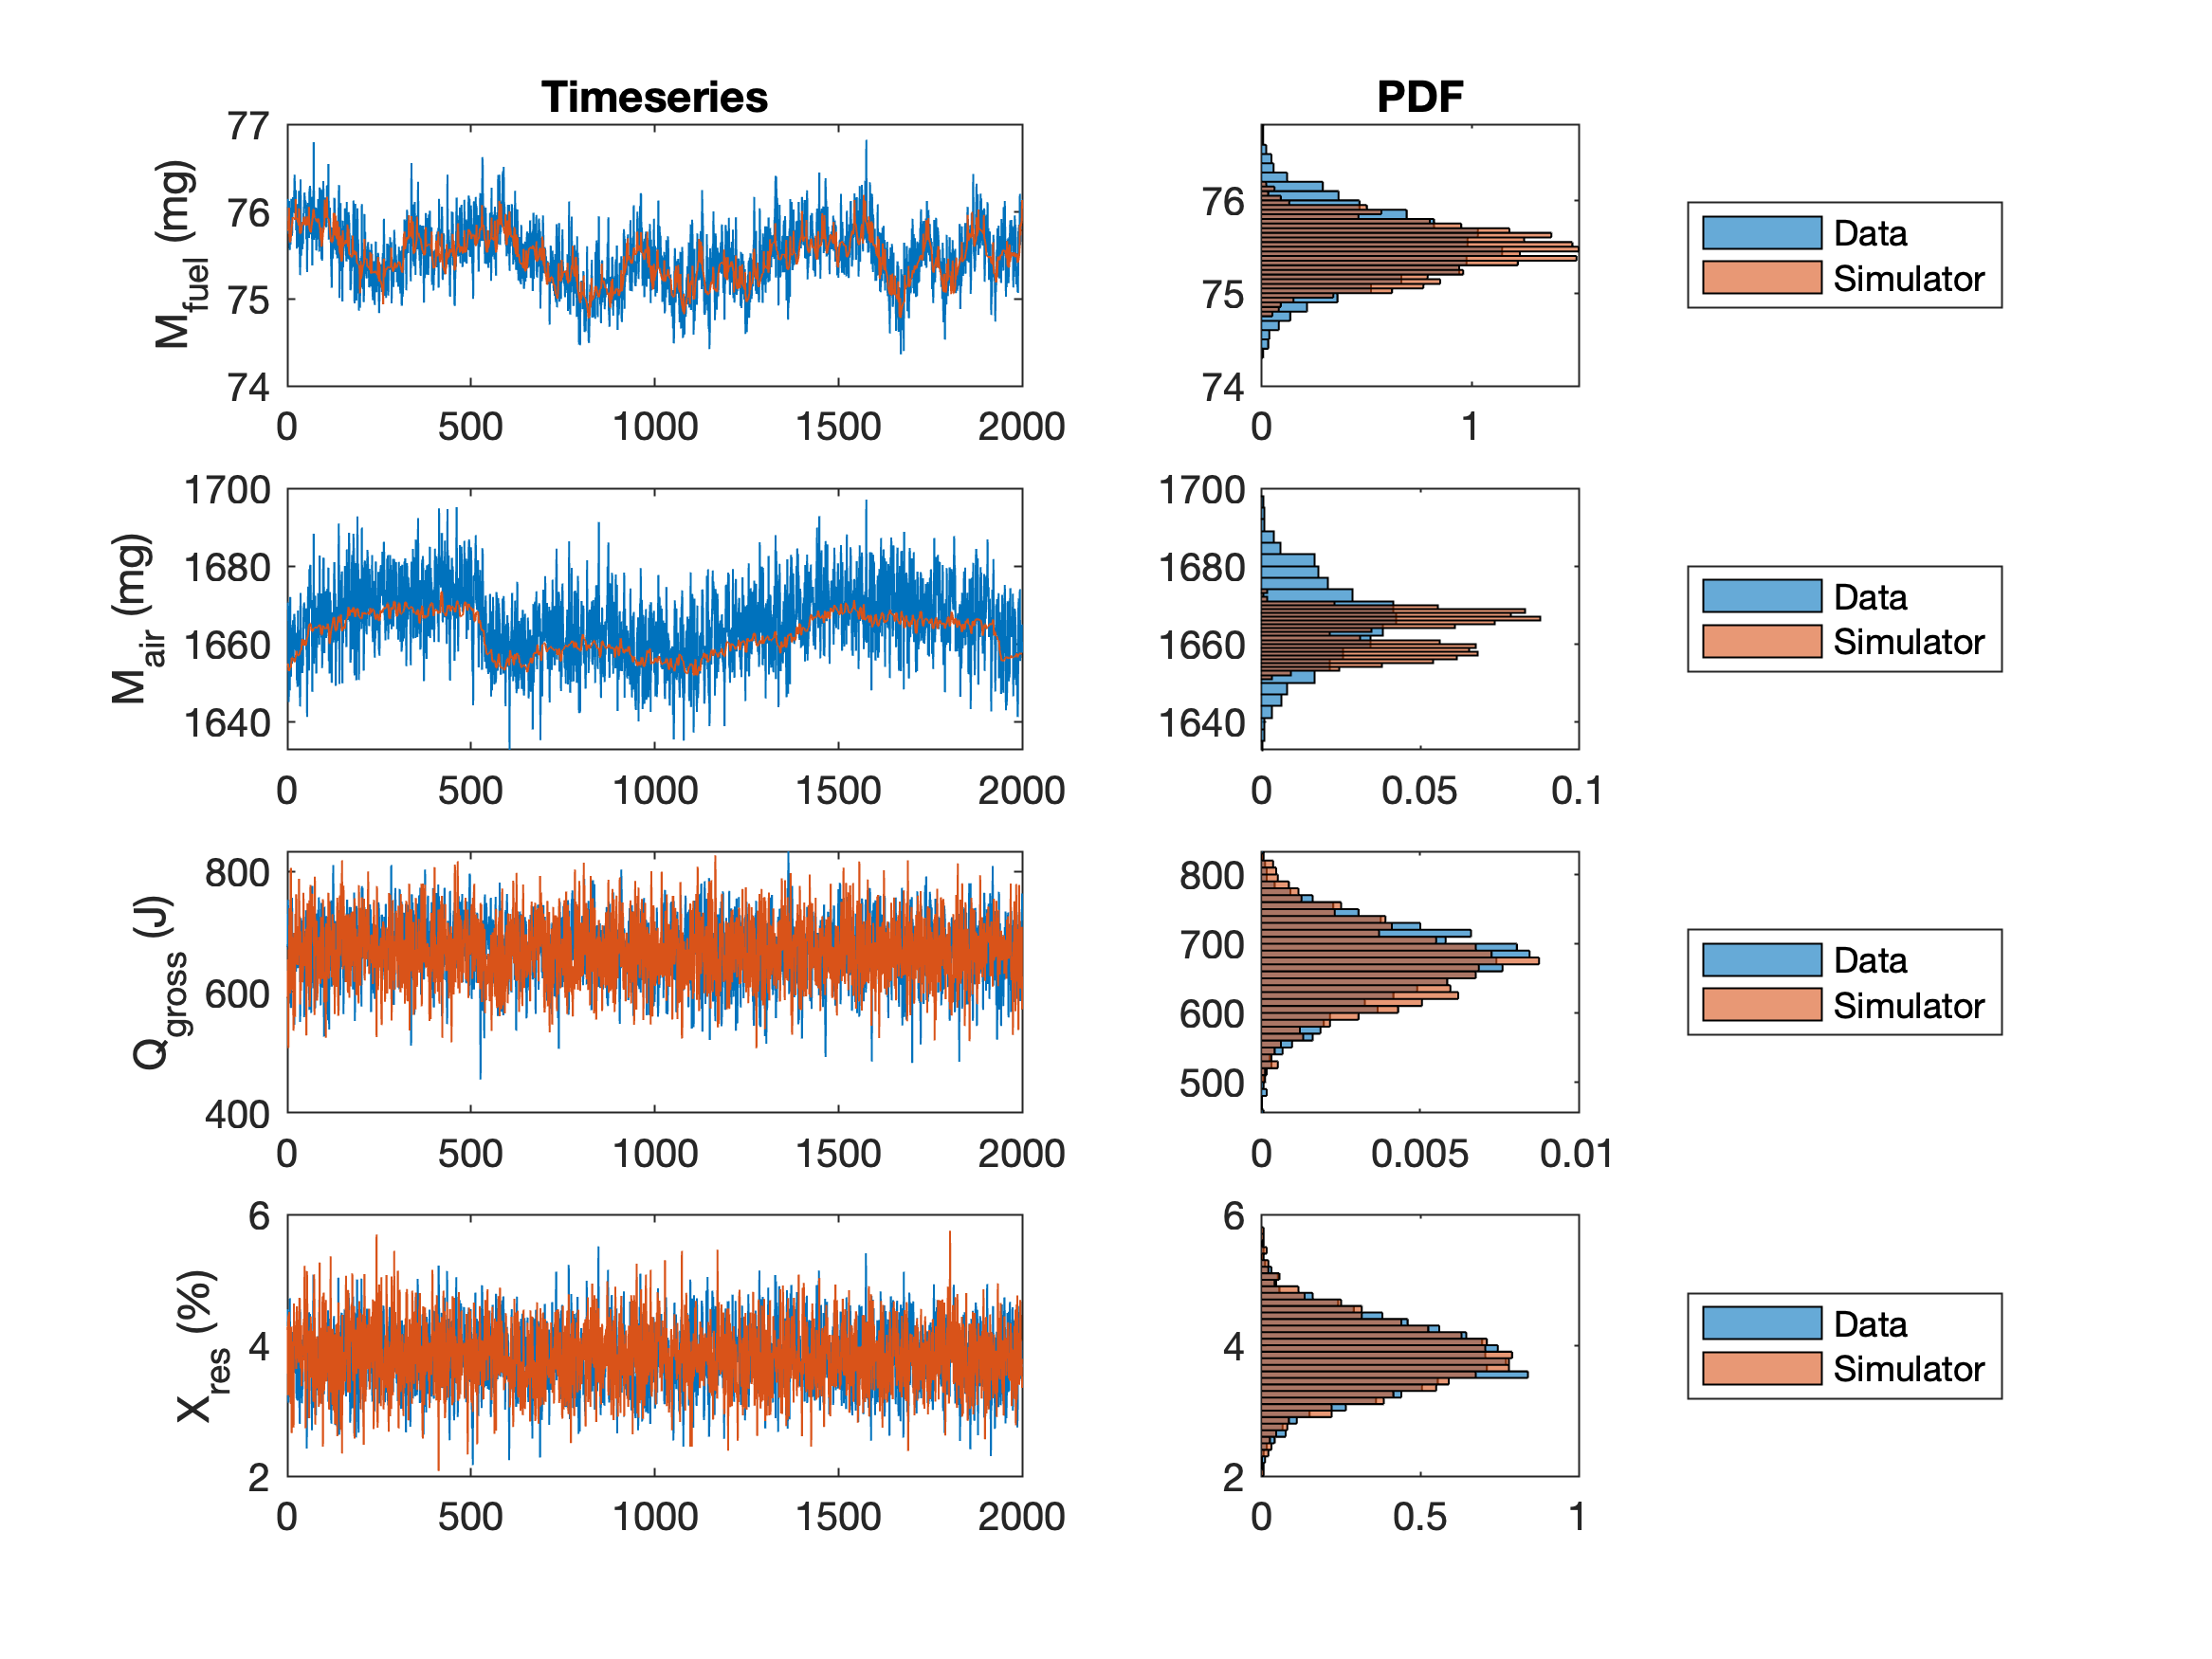 Timeseries PDF
77
76
75
74
M_fuel (mg)
0 500 1000 1500 2000
76
75
74
0 1
Data
Simulator
1700
1680
1660
1640
M_air (mg)
0 500 1000 1500 2000
1700
1680
1660
1640
0 0.05 0.1
Data
Simulator
800
600
400
Q_gross (J)
0 500 1000 1500 2000
800
700
600
500
0 0.005 0.01
Data
Simulator
6
4
2
X_res (%)
0 500 1000 1500 2000
6
4
2
0 0.5 1
Data
Simulator